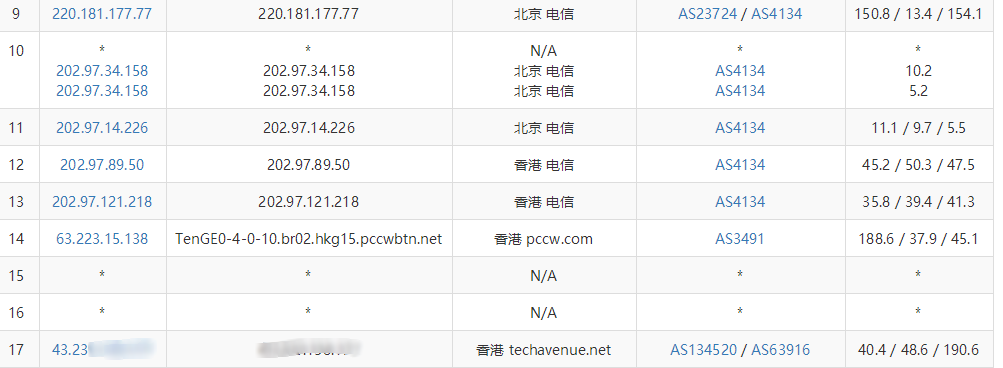 9 220.181.177.77 220.181.177.77 北京 电信 AS23724 / AS4134 150.8 / 13.4 / 154.1
10 * * N/A * *
202.97.34.158 202.97.34.158 北京 电信 AS4134 10.2
202.97.34.158 202.97.34.158 北京 电信 AS4134 5.2
11 202.97.14.226 202.97.14.226 北京 电信 AS4134 11.1 / 9.7 / 5.5
12 202.97.89.50 202.97.89.50 香港 电信 AS4134 45.2 / 50.3 / 47.5
13 202.97.121.218 202.97.121.218 香港 电信 AS4134 35.8 / 39.4 / 41.3
14 63.223.15.138 TenGE0-4-0-10.br02.hkg15.pccwbtn.net 香港 pccw.com AS3491 188.6 / 37.9 / 45.1
15 * * N/A * *
16 * * N/A * *
17 43.23 香港 techavenue.net AS134520 / AS63916 40.4 / 48.6 / 190.6